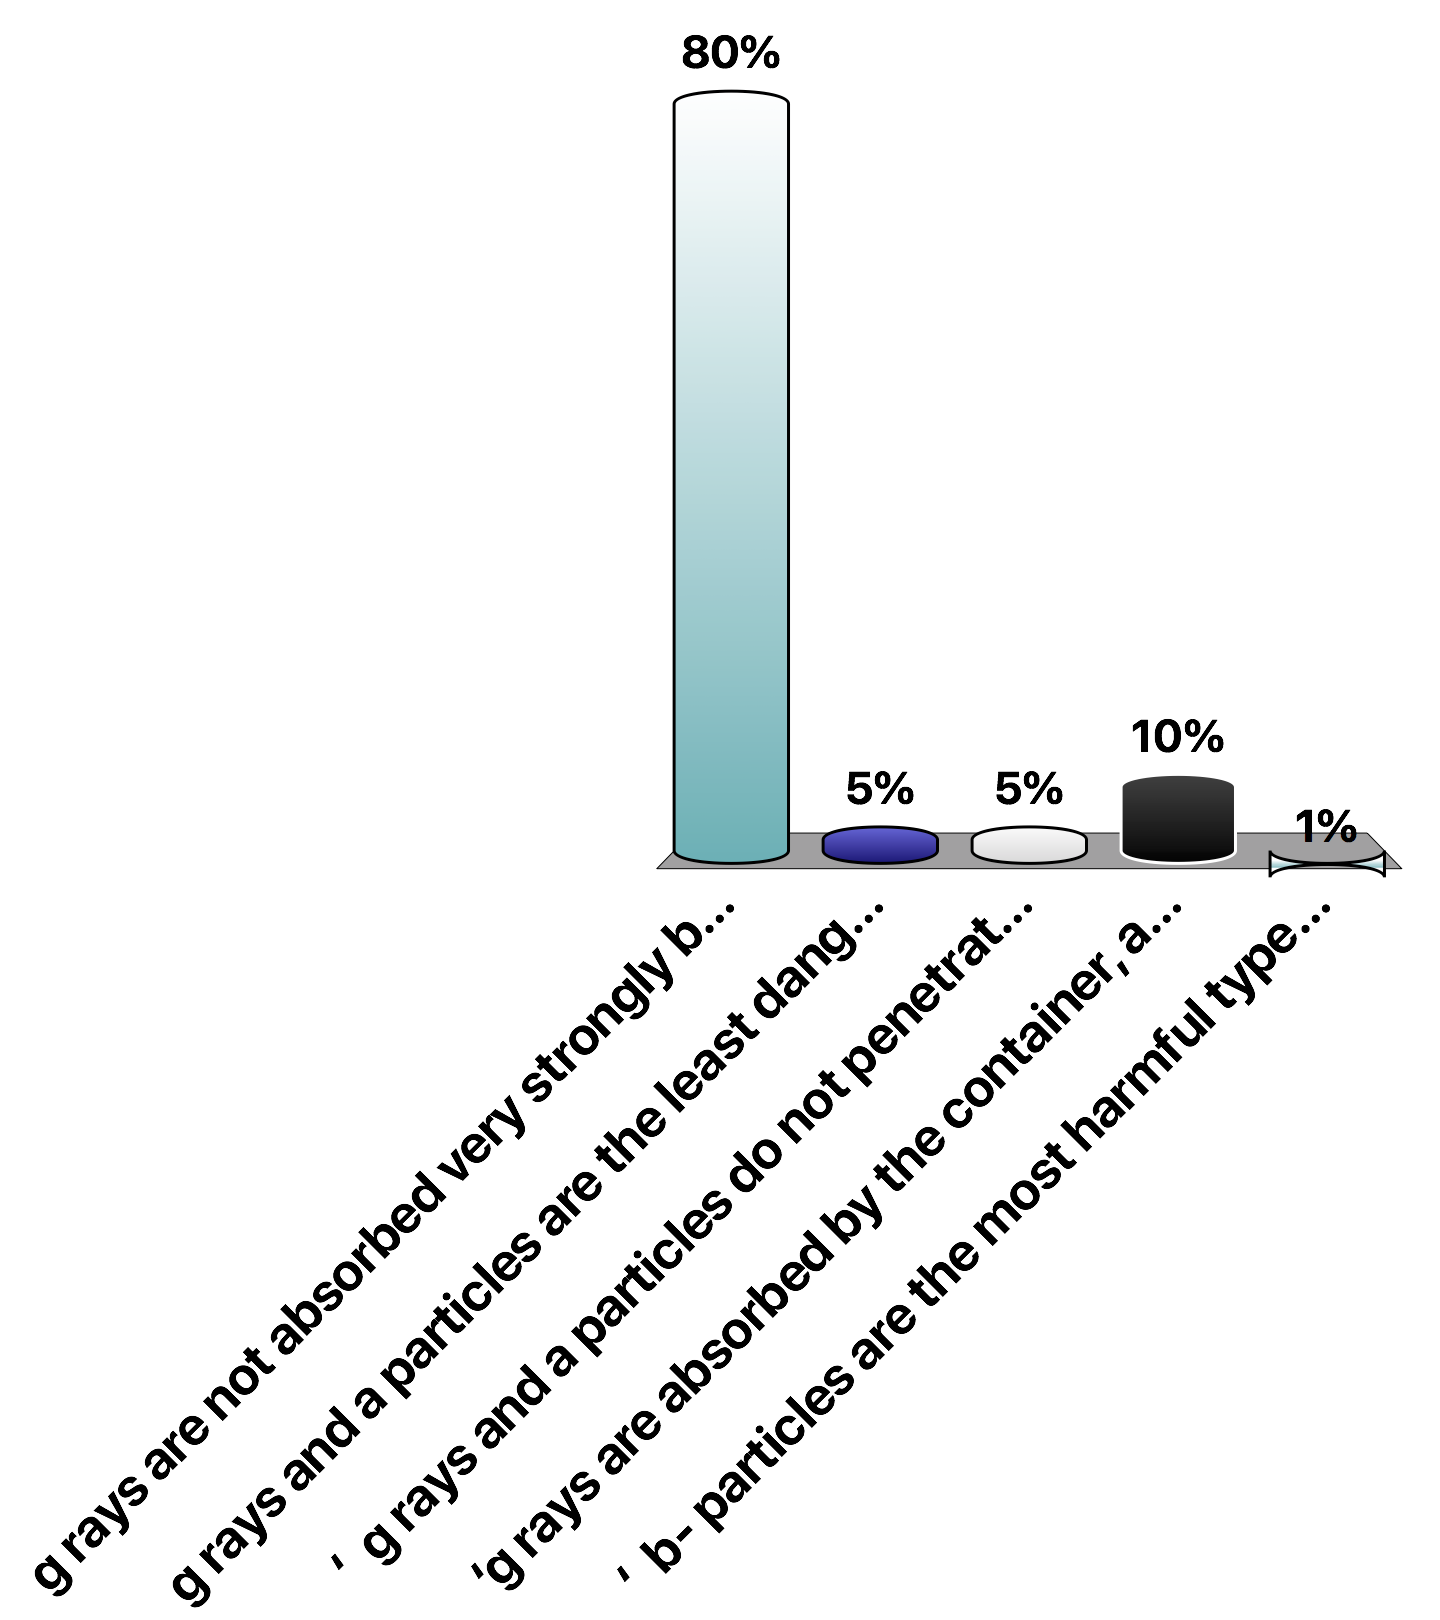 80%
5%
5%
10%
1%
g rays are not absorbed very strongly b...
g rays and a particles are the least dang...
′ g rays and a particles do not penetrat...
′g rays are absorbed by the container, a...
′ b- particles are the most harmful type...